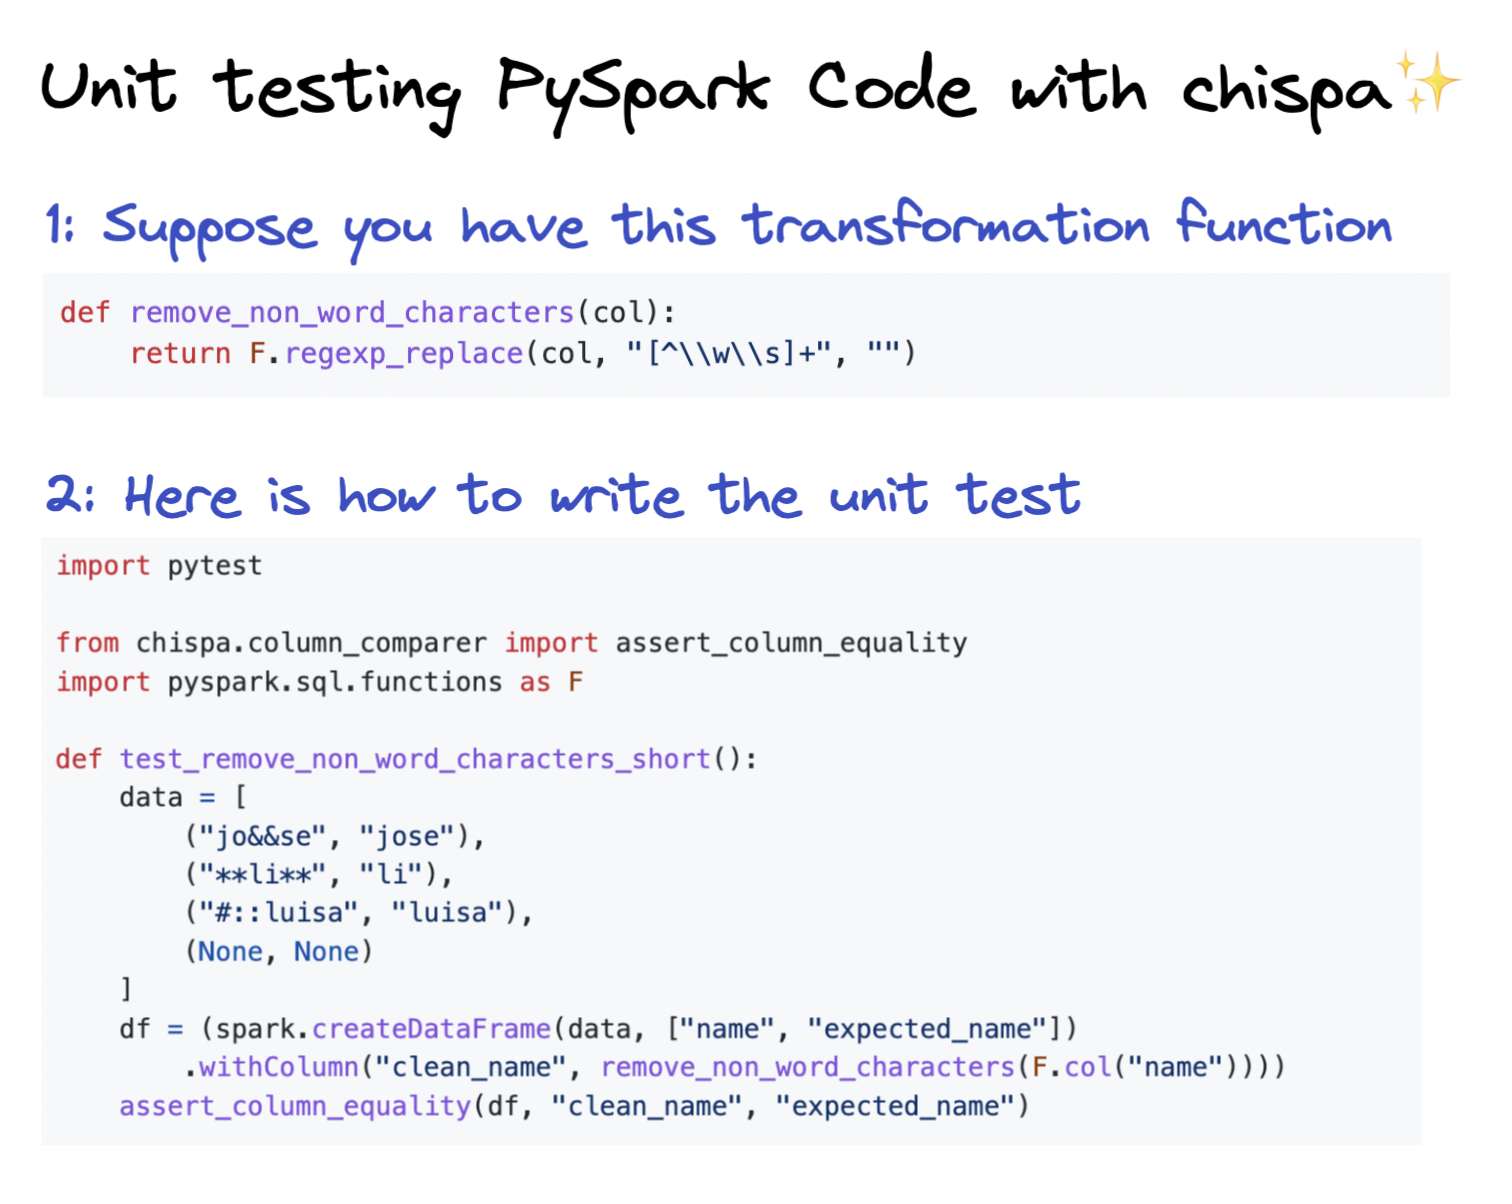 Unit testing PySpark Code with chispa✨
1: Suppose you have this transformation function
def remove_non_word_characters(col):
    return F.regexp_replace(col, "[^\\w\\s]+", "")
2: Here is how to write the unit test
import pytest
from chispa.column_comparer import assert_column_equality
import pyspark.sql.functions as F
def test_remove_non_word_characters_short():
    data = [
        ("jo&&se", "jose"),
        ("**li**", "li"),
        ("#::luisa", "luisa"),
        (None, None)
    ]
    df = (spark.createDataFrame(data, ["name", "expected_name"])
        .withColumn("clean_name", remove_non_word_characters(F.col("name"))))
    assert_column_equality(df, "clean_name", "expected_name")